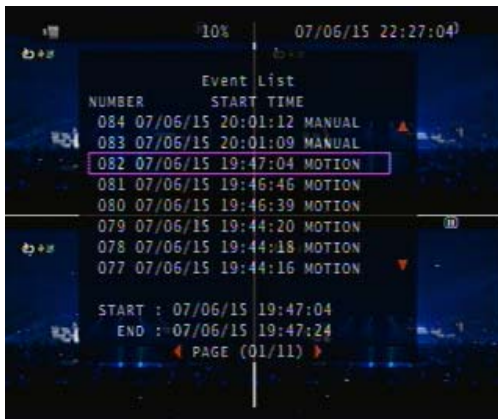 10% 07/06/15 22:27:04
Event List
NUMBER START TIME
084 07/06/15 20:01:12 MANUAL
083 07/06/15 20:01:09 MANUAL
082 07/06/15 19:47:04 MOTION
081 07/06/15 19:46:46 MOTION
080 07/06/15 19:46:39 MOTION
079 07/06/15 19:44:20 MOTION
078 07/06/15 19:44:18 MOTION
077 07/06/15 19:44:16 MOTION
START : 07/06/15 19:47:04
END : 07/06/15 19:47:24
PAGE (01/11)